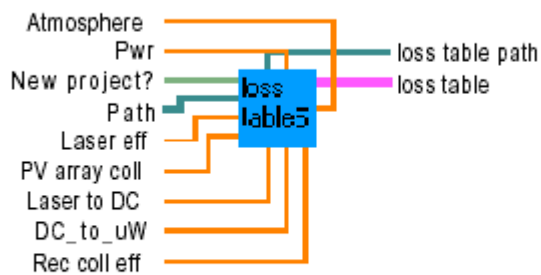 Atmosphere
Pwr
New project?
Path
Laser eff
PV array coll
Laser to DC
DC_to_uW
Rec coll eff
loss
table5
loss table path
loss table